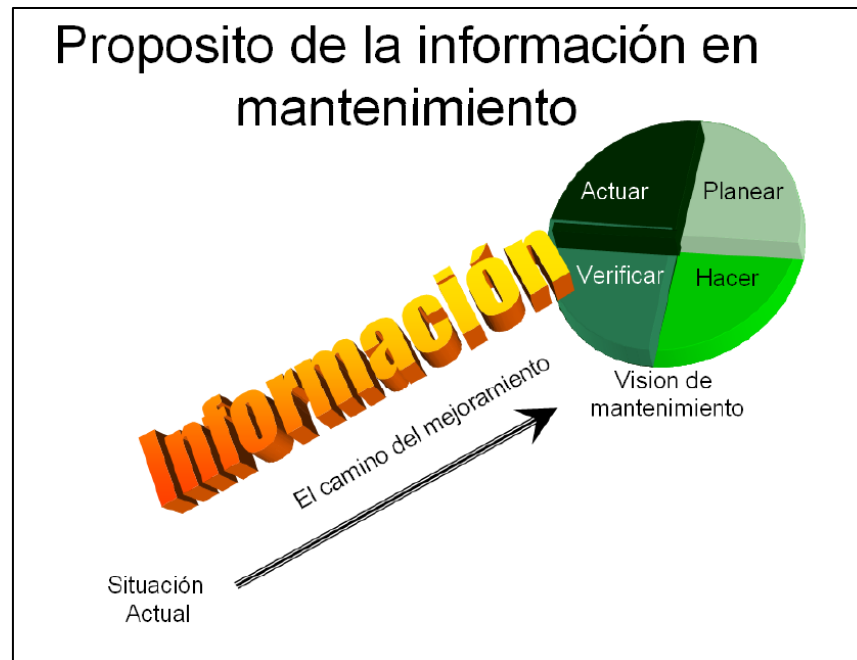 Proposito de la información en
mantenimiento
Actuar
Planear
Verificar
Hacer
Información
Vision de
mantenimiento
El camino del mejoramiento
Situación
Actual